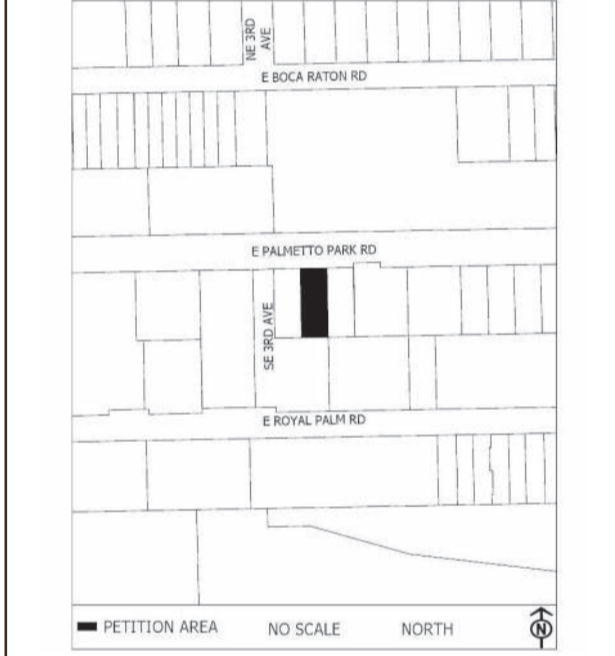 NE 3RD
AVE
E BOCA RATON RD
E PALMETTO PARK RD
SE 3RD AVE
E ROYAL PALM RD
PETITION AREA NO SCALE NORTH N